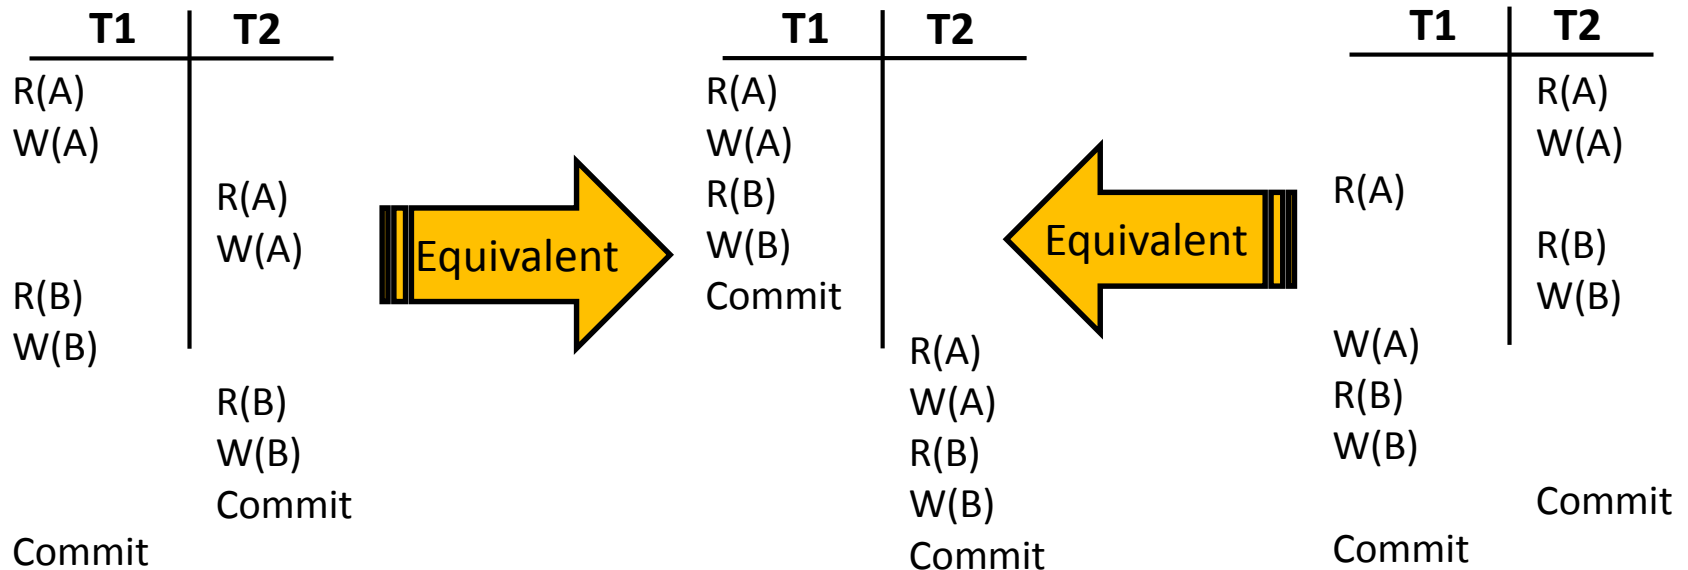 T1 T2
R(A)
W(A)
R(A)
W(A)
R(B)
W(B)
R(B)
W(B)
Commit
Commit
Equivalent
T1 T2
R(A)
W(A)
R(B)
W(B)
Commit
R(A)
W(A)
R(B)
W(B)
Commit
Equivalent
T1 T2
R(A)
W(A)
R(A)
R(B)
W(B)
W(A)
R(B)
W(B)
Commit
Commit